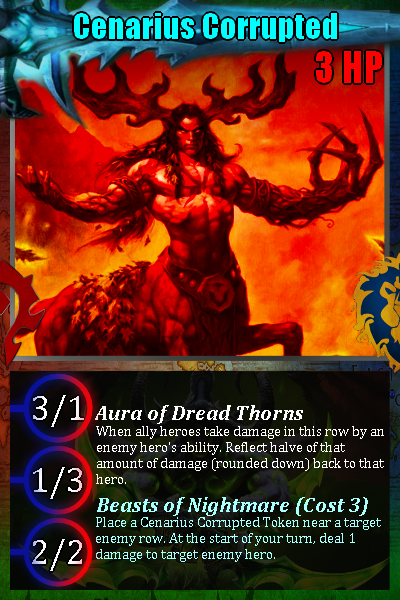 Cenarius Corrupted
3 HP
3/1
Aura of Dread Thorns
When ally heroes take damage in this row by an
enemy hero's ability. Reflect halve of that
amount of damage (rounded down) back to that
hero.
1/3
Beasts of Nightmare (Cost 3)
Place a Cenarius Corrupted Token near a target
enemy row. At the start of your turn, deal 1
damage to target enemy hero.
2/2